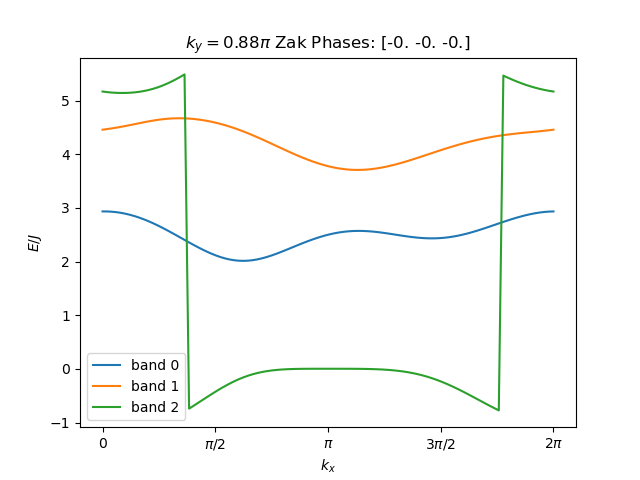 k_y = 0.88π Zak Phases: [-0. -0. -0.]
E/J
5
4
3
2
1
0
−1
band 0
band 1
band 2
0
π/2
π
3π/2
2π
k_x